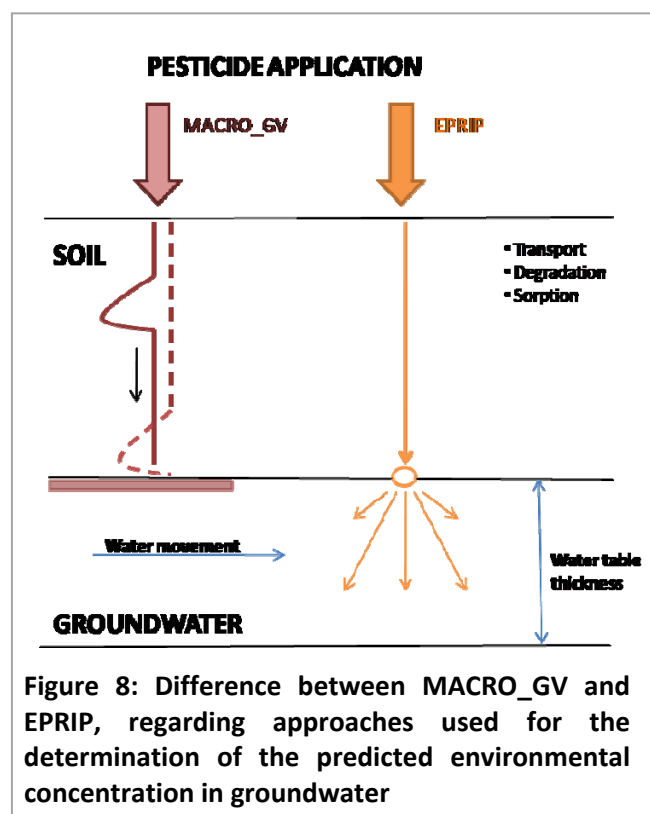 PESTICIDE APPLICATION
MACRO_GV
EPRIP
SOIL
▪ Transport
▪ Degradation
▪ Sorption
Water movement
Water table
thickness
GROUNDWATER
Figure 8: Difference between MACRO_GV and
EPRIP, regarding approaches used for the
determination of the predicted environmental
concentration in groundwater